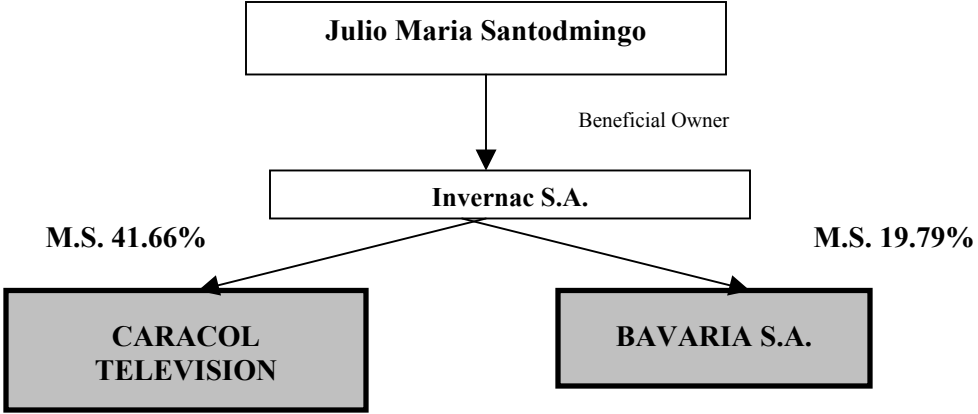 Julio Maria Santodmingo
Beneficial Owner
Invernac S.A.
M.S. 41.66%
M.S. 19.79%
CARACOL
TELEVISION
BAVARIA S.A.